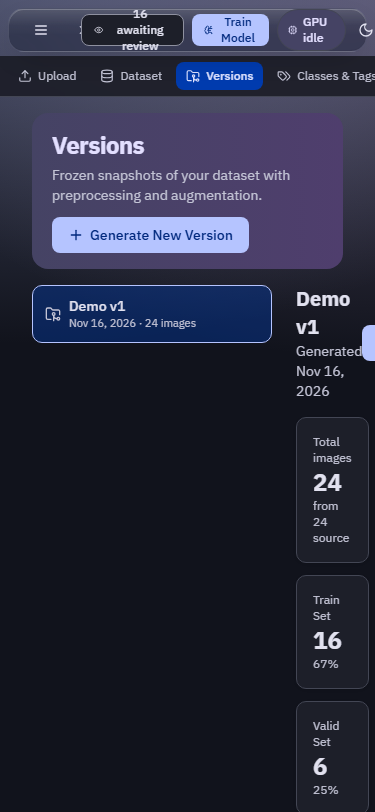 16
awaiting
review
Train
Model
GPU
idle
Upload
Dataset
Versions
Classes & Tags
Versions
Frozen snapshots of your dataset with
preprocessing and augmentation.
Generate New Version
Demo v1
Nov 16, 2026 · 24 images
Demo
v1
Generated
Nov 16,
2026
Total
images
24
from
24
source
Train
Set
16
67%
Valid
Set
6
25%